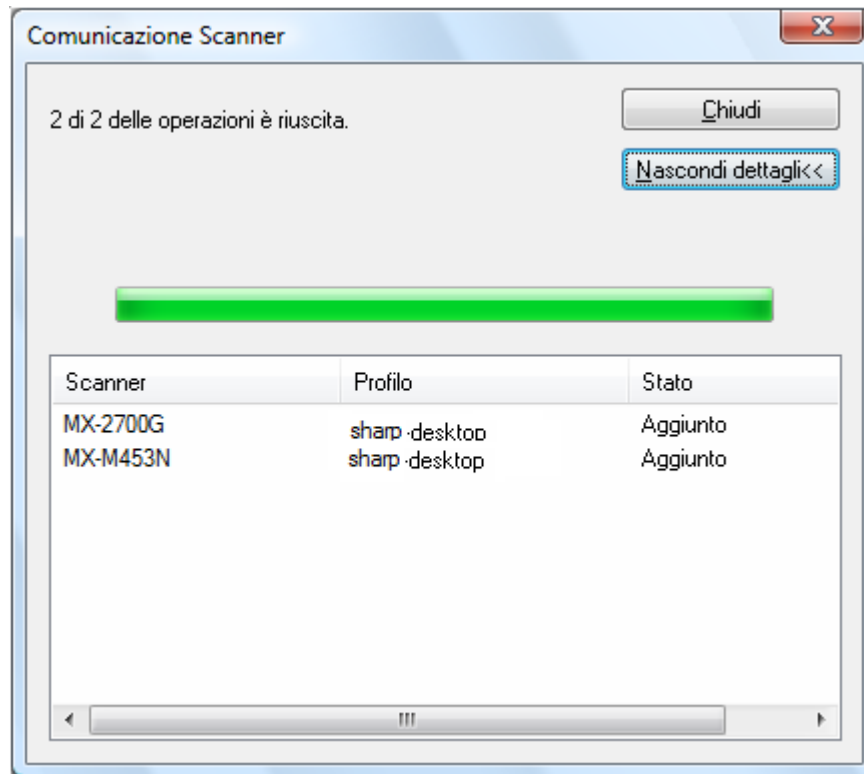 Comunicazione Scanner
2 di 2 delle operazioni è riuscita.
Chiudi
Nascondi dettagli<<
Scanner Profilo Stato
MX-2700G sharp-desktop Aggiunto
MX-M453N sharp-desktop Aggiunto